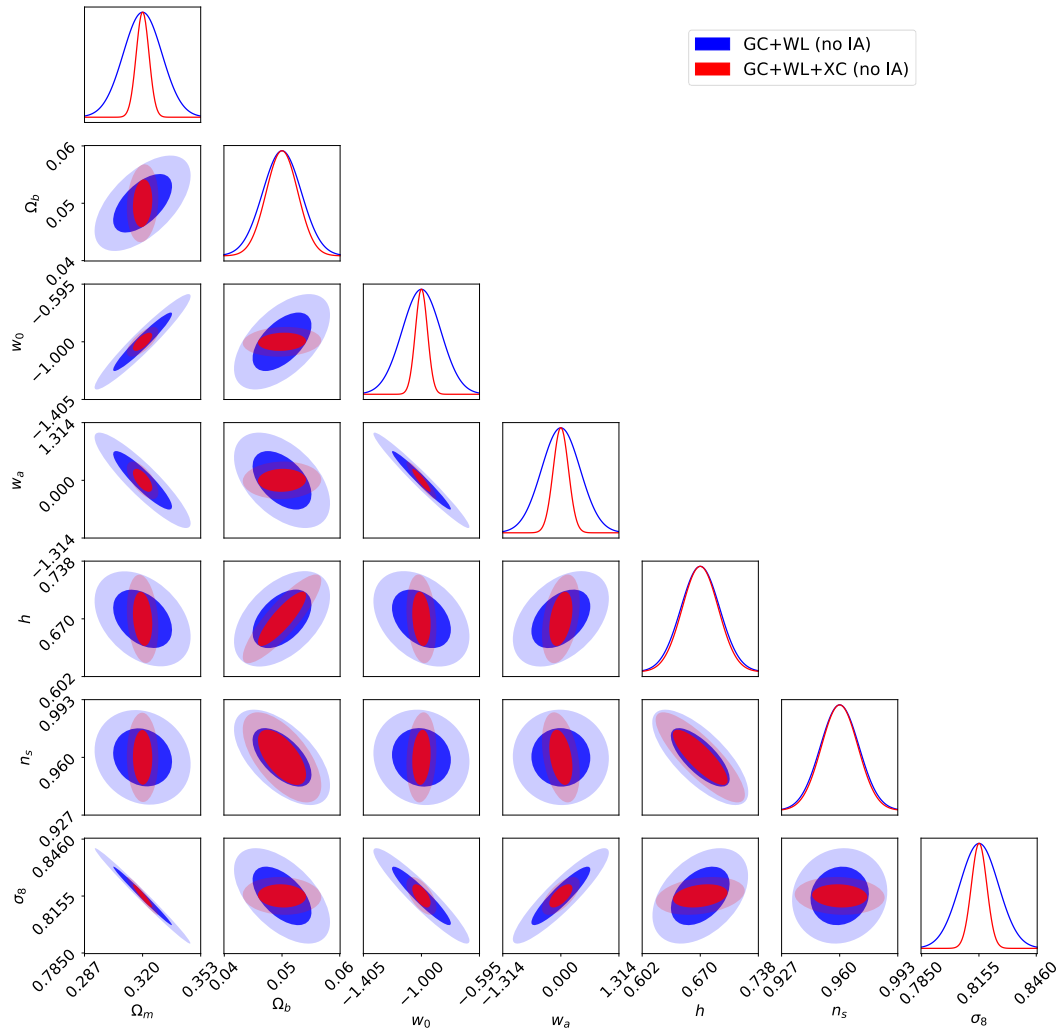 GC+WL (no IA)
GC+WL+XC (no IA)
0.06
0.05
0.04
Ω_b
−0.595
−1.000
−1.405
w_0
1.314
0.000
−1.314
w_a
0.738
0.670
0.602
h
0.993
0.960
0.927
n_s
0.8460
0.8155
0.7850
σ_8
0.287 0.320 0.353 0.04 0.05 0.06 −1.405 −1.000 −0.595 −1.314 0.000 1.314 0.602 0.670 0.738 0.927 0.960 0.993 0.7850 0.8155 0.8460
Ω_m Ω_b w_0 w_a h n_s σ_8